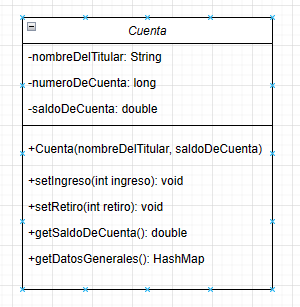 Cuenta
-nombreDelTitular: String
-numeroDeCuenta: long
-saldoDeCuenta: double
+Cuenta(nombreDelTitular, saldoDeCuenta)
+setIngreso(int ingreso): void
+setRetiro(int retiro): void
+getSaldoDeCuenta(): double
+getDatosGenerales(): HashMap